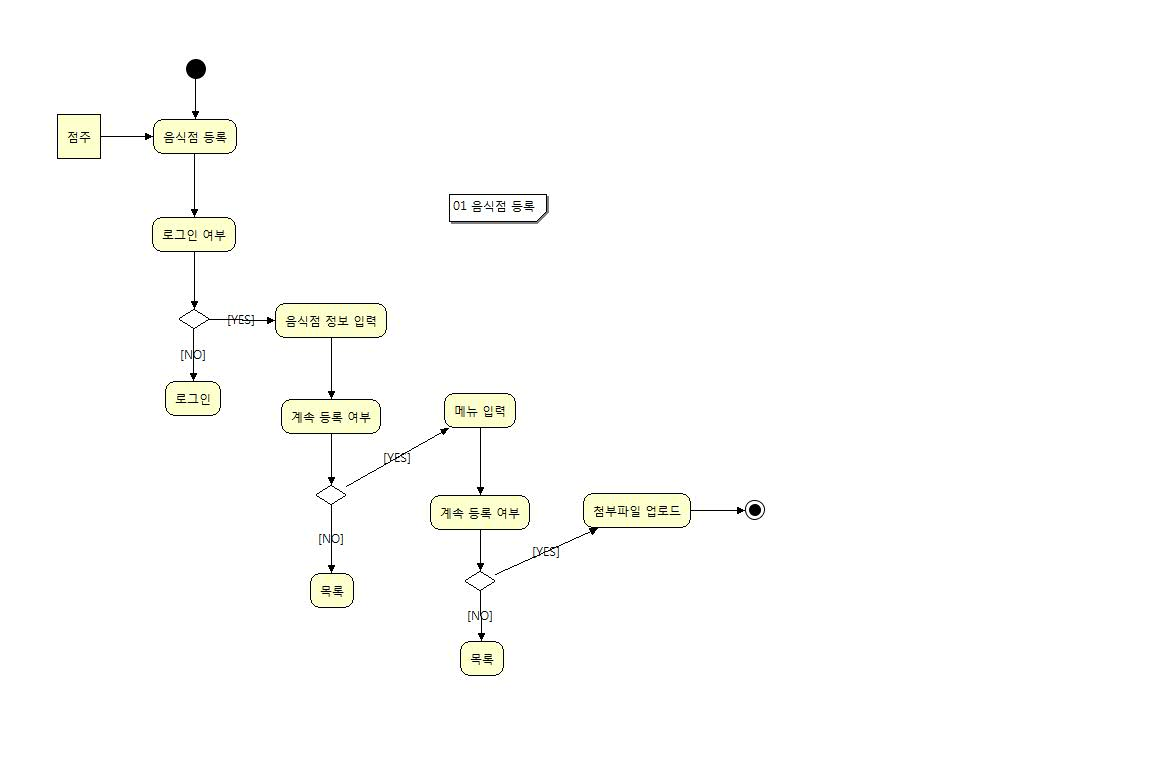 점주
음식점 등록
01 음식점 등록
로그인 여부
[YES]
음식점 정보 입력
[NO]
로그인
계속 등록 여부
메뉴 입력
[YES]
계속 등록 여부
첨부파일 업로드
[NO]
[YES]
목록
[NO]
목록